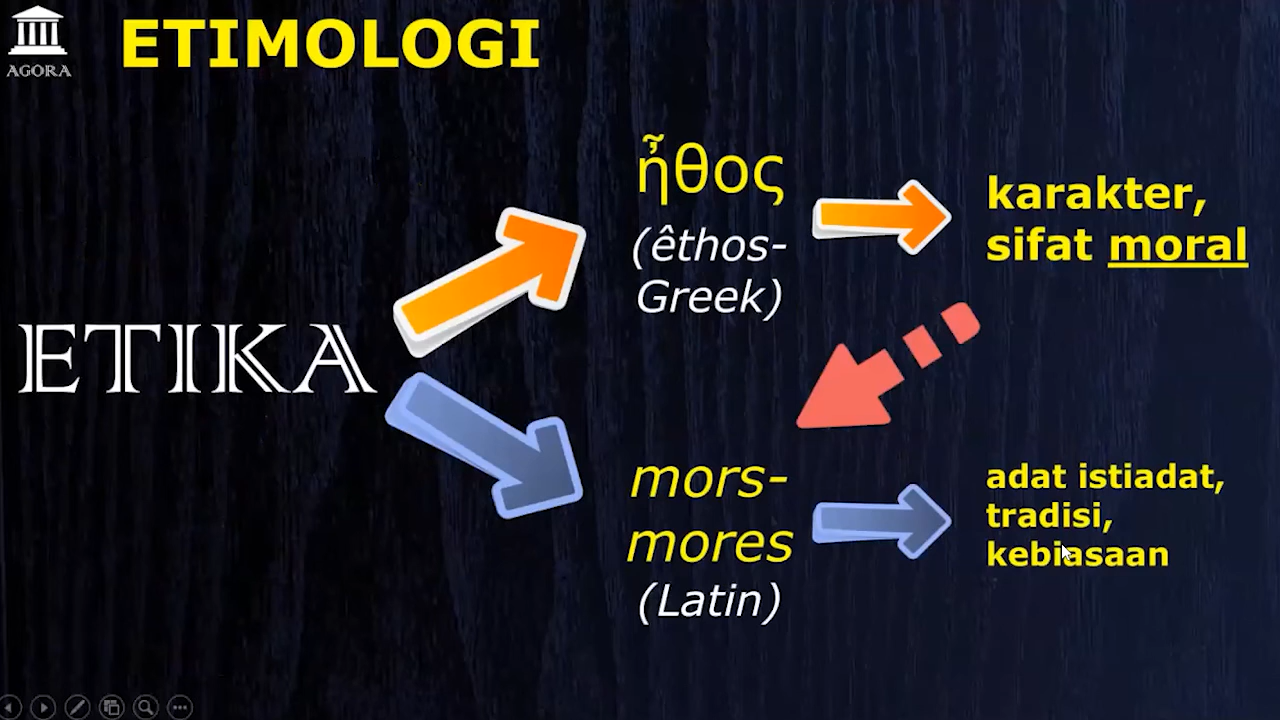 AGORA
ETIMOLOGI
ἦθος
(êthos-
Greek)
karakter,
sifat moral
ETIKA
mors-
mores
(Latin)
adat istiadat,
tradisi,
kebiasaan